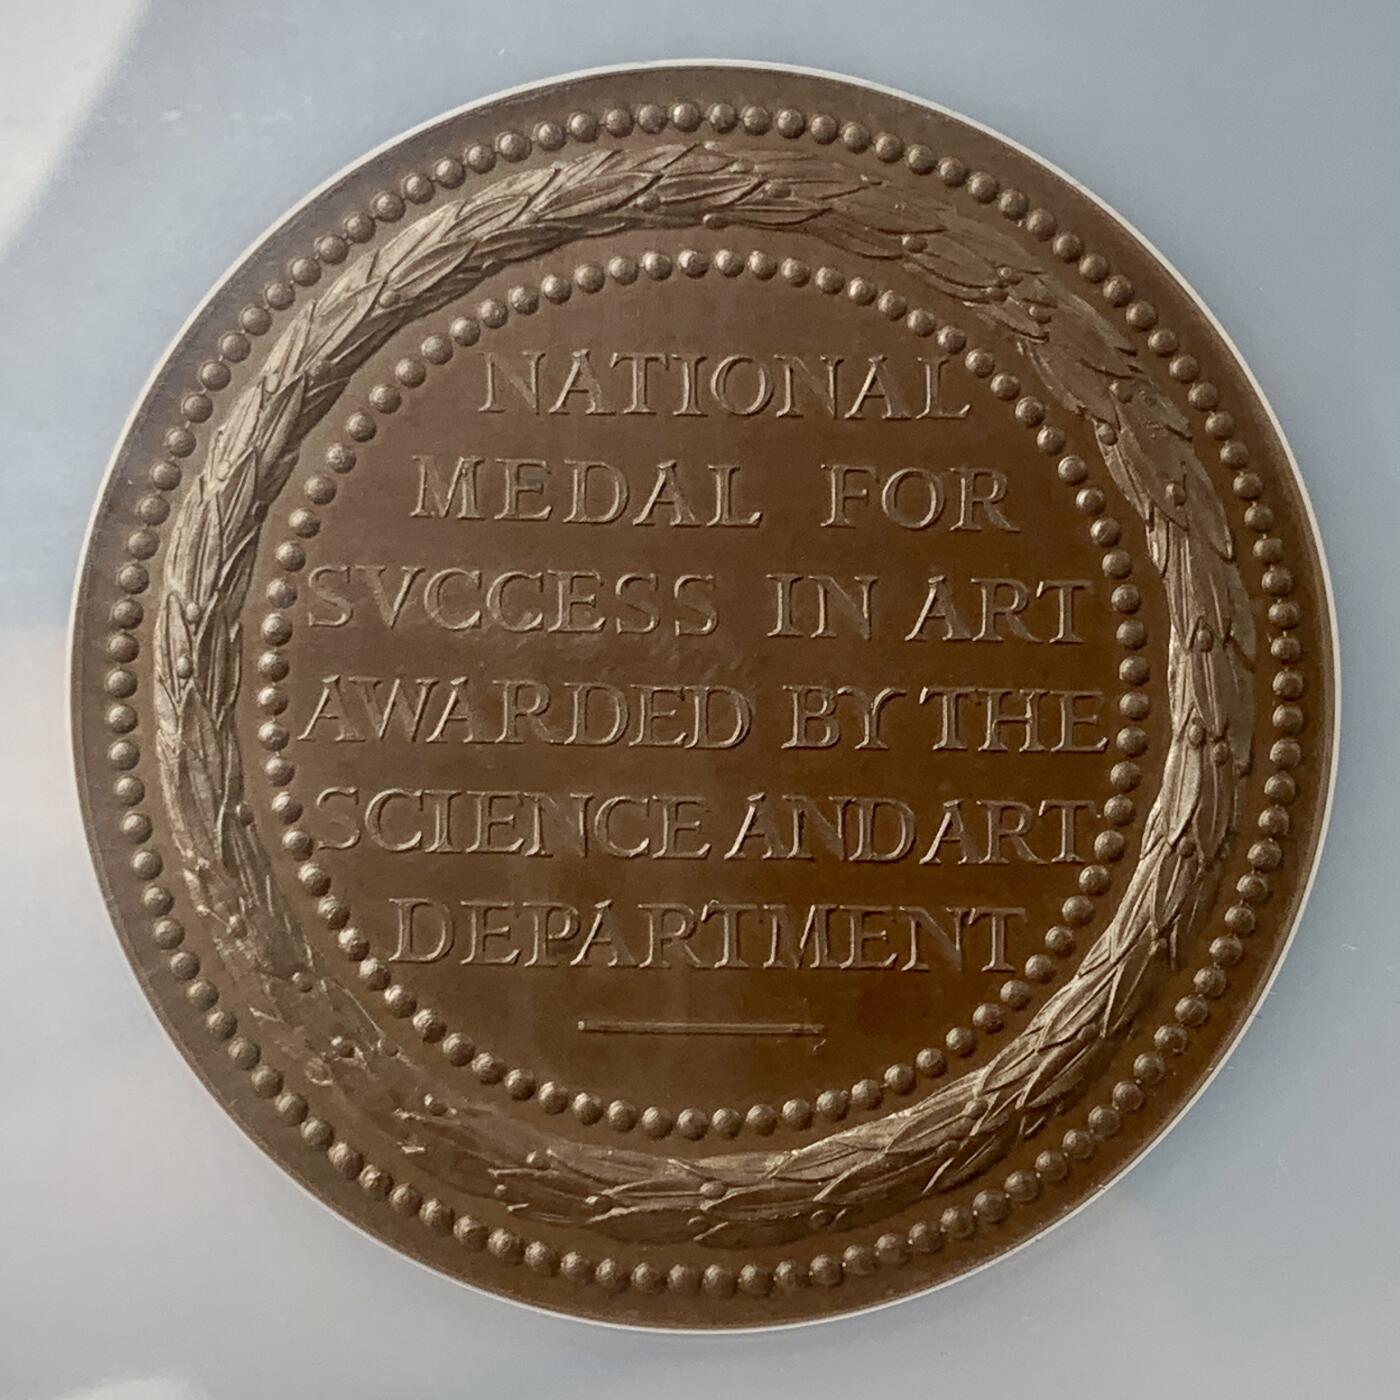 NATIONAL
MEDAL FOR
SVCCESS IN ART
AWARDED BY THE
SCIENCE AND ART
DEPARTMENT